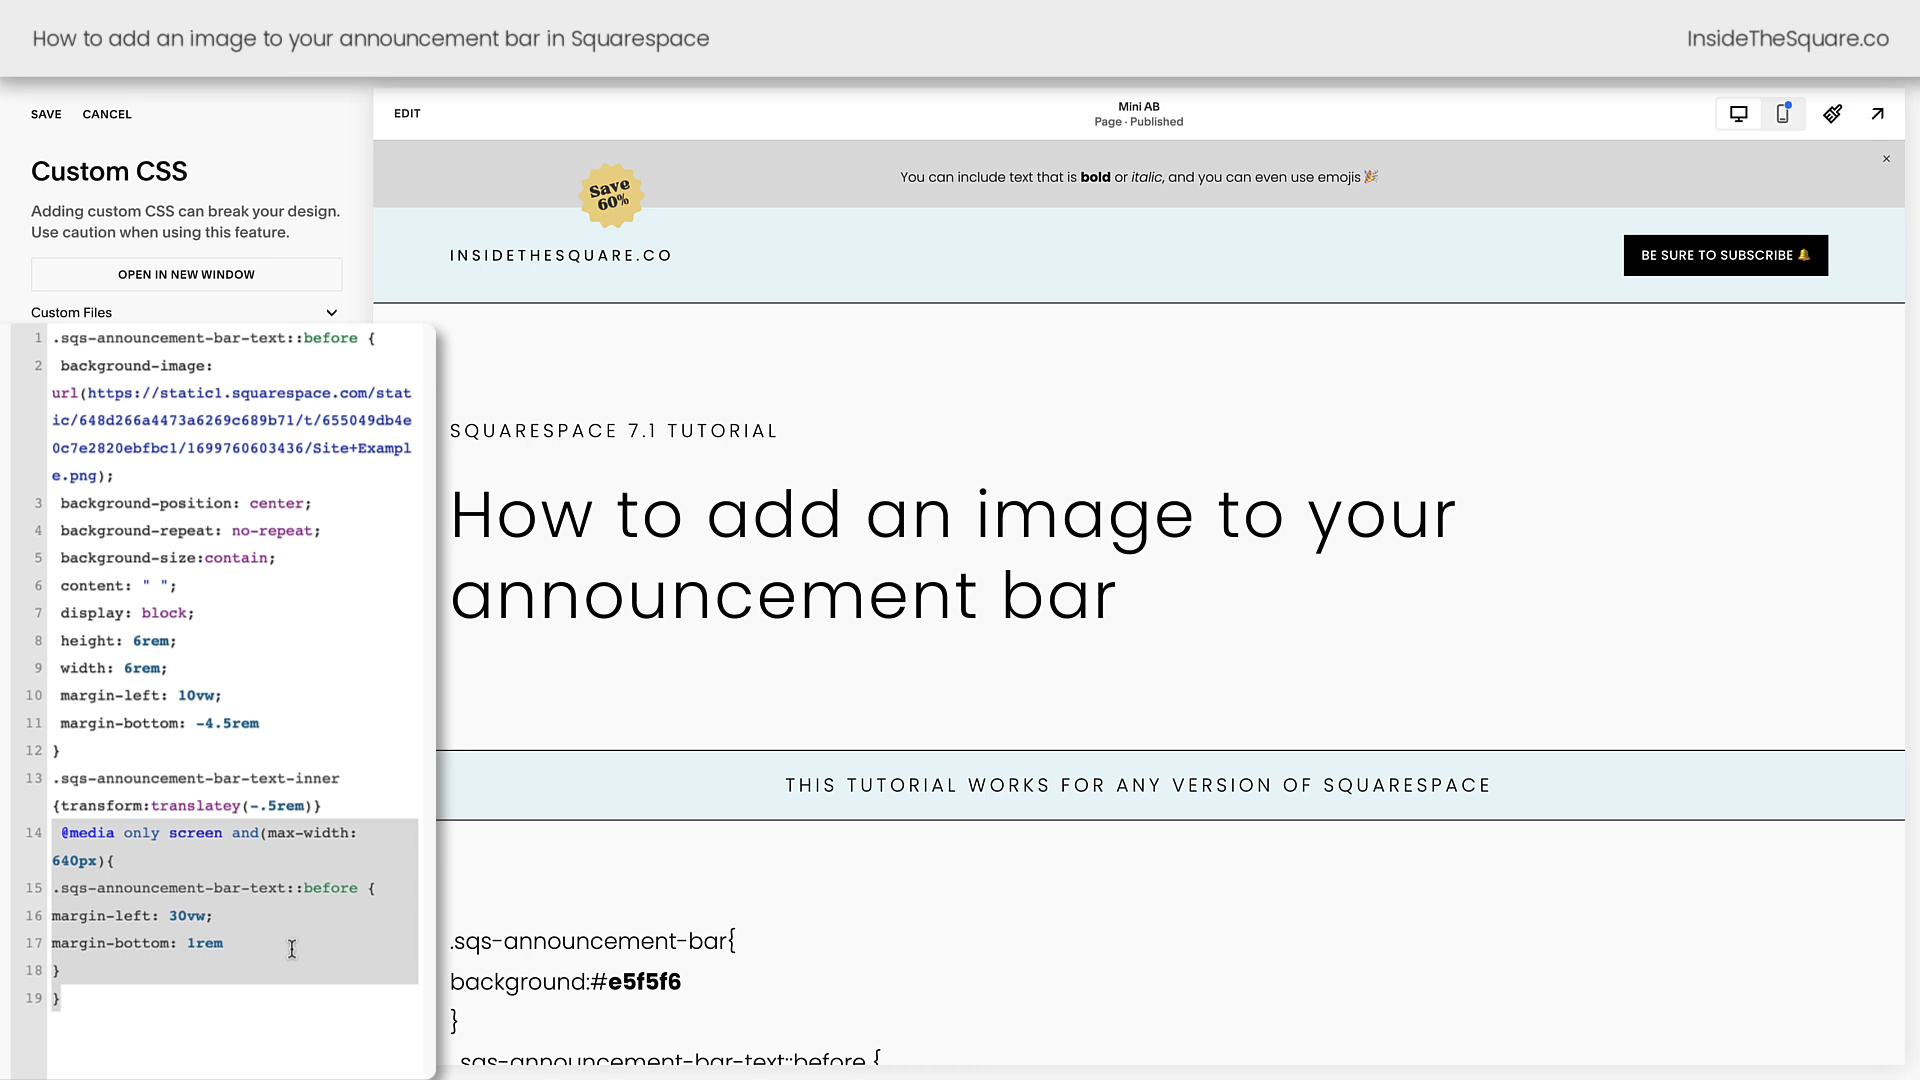 How to add an image to your announcement bar in Squarespace
InsideTheSquare.co
SAVE CANCEL
EDIT
Mini AB
Page · Published
Custom CSS
Adding custom CSS can break your design.
Use caution when using this feature.
OPEN IN NEW WINDOW
Custom Files
Save
60%
You can include text that is bold or italic, and you can even use emojis 🎉
×
INSIDETHESQUARE.CO
BE SURE TO SUBSCRIBE 🔔
1 .sqs-announcement-bar-text::before {
2 background-image:
url(https://static1.squarespace.com/stat
ic/648d266a4473a6269c689b71/t/655049db4e
0c7e2820ebfbc1/1699760603436/Site+Exampl
e.png);
3 background-position: center;
4 background-repeat: no-repeat;
5 background-size:contain;
6 content: " ";
7 display: block;
8 height: 6rem;
9 width: 6rem;
10 margin-left: 10vw;
11 margin-bottom: -4.5rem
12 }
13 .sqs-announcement-bar-text-inner
{transform:translatey(-.5rem)}
14 @media only screen and(max-width:
640px){
15 .sqs-announcement-bar-text::before {
16 margin-left: 30vw;
17 margin-bottom: 1rem
18 }
19 }
SQUARESPACE 7.1 TUTORIAL
How to add an image to your
announcement bar
THIS TUTORIAL WORKS FOR ANY VERSION OF SQUARESPACE
.sqs-announcement-bar{
background:#e5f5f6
}
.sqs-announcement-bar-text::before {